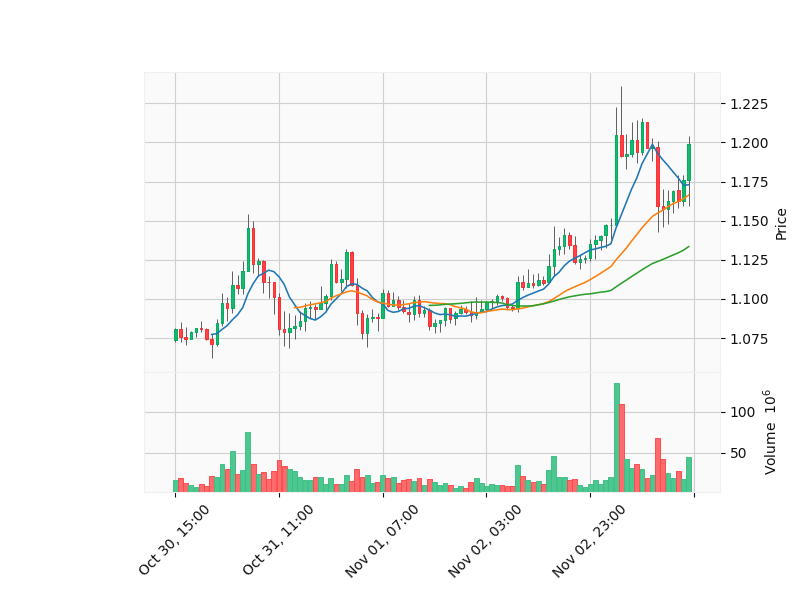 1.225
1.200
1.175
1.150
1.125
1.100
1.075
Price
100
50
Volume 10⁶
Oct 30, 15:00
Oct 31, 11:00
Nov 01, 07:00
Nov 02, 03:00
Nov 02, 23:00